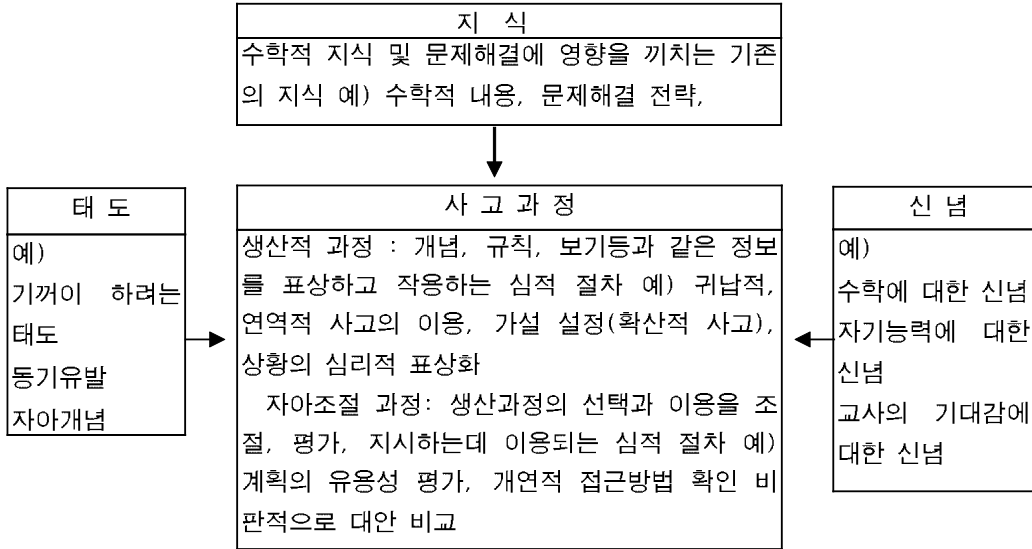 지 식
수학적 지식 및 문제해결에 영향을 끼치는 기존
의 지식 예) 수학적 내용, 문제해결 전략,
태 도
예)
기꺼이 하려는
태도
동기유발
자아개념
사 고 과 정
생산적 과정 : 개념, 규칙, 보기등과 같은 정보
를 표상하고 작용하는 심적 절차 예) 귀납적,
연역적 사고의 이용, 가설 설정(확산적 사고),
상황의 심리적 표상화
자아조절 과정: 생산과정의 선택과 이용을 조
절, 평가, 지시하는데 이용되는 심적 절차 예)
계획의 유용성 평가, 개연적 접근방법 확인 비
판적으로 대안 비교
신 념
예)
수학에 대한 신념
자기능력에 대한
신념
교사의 기대감에
대한 신념